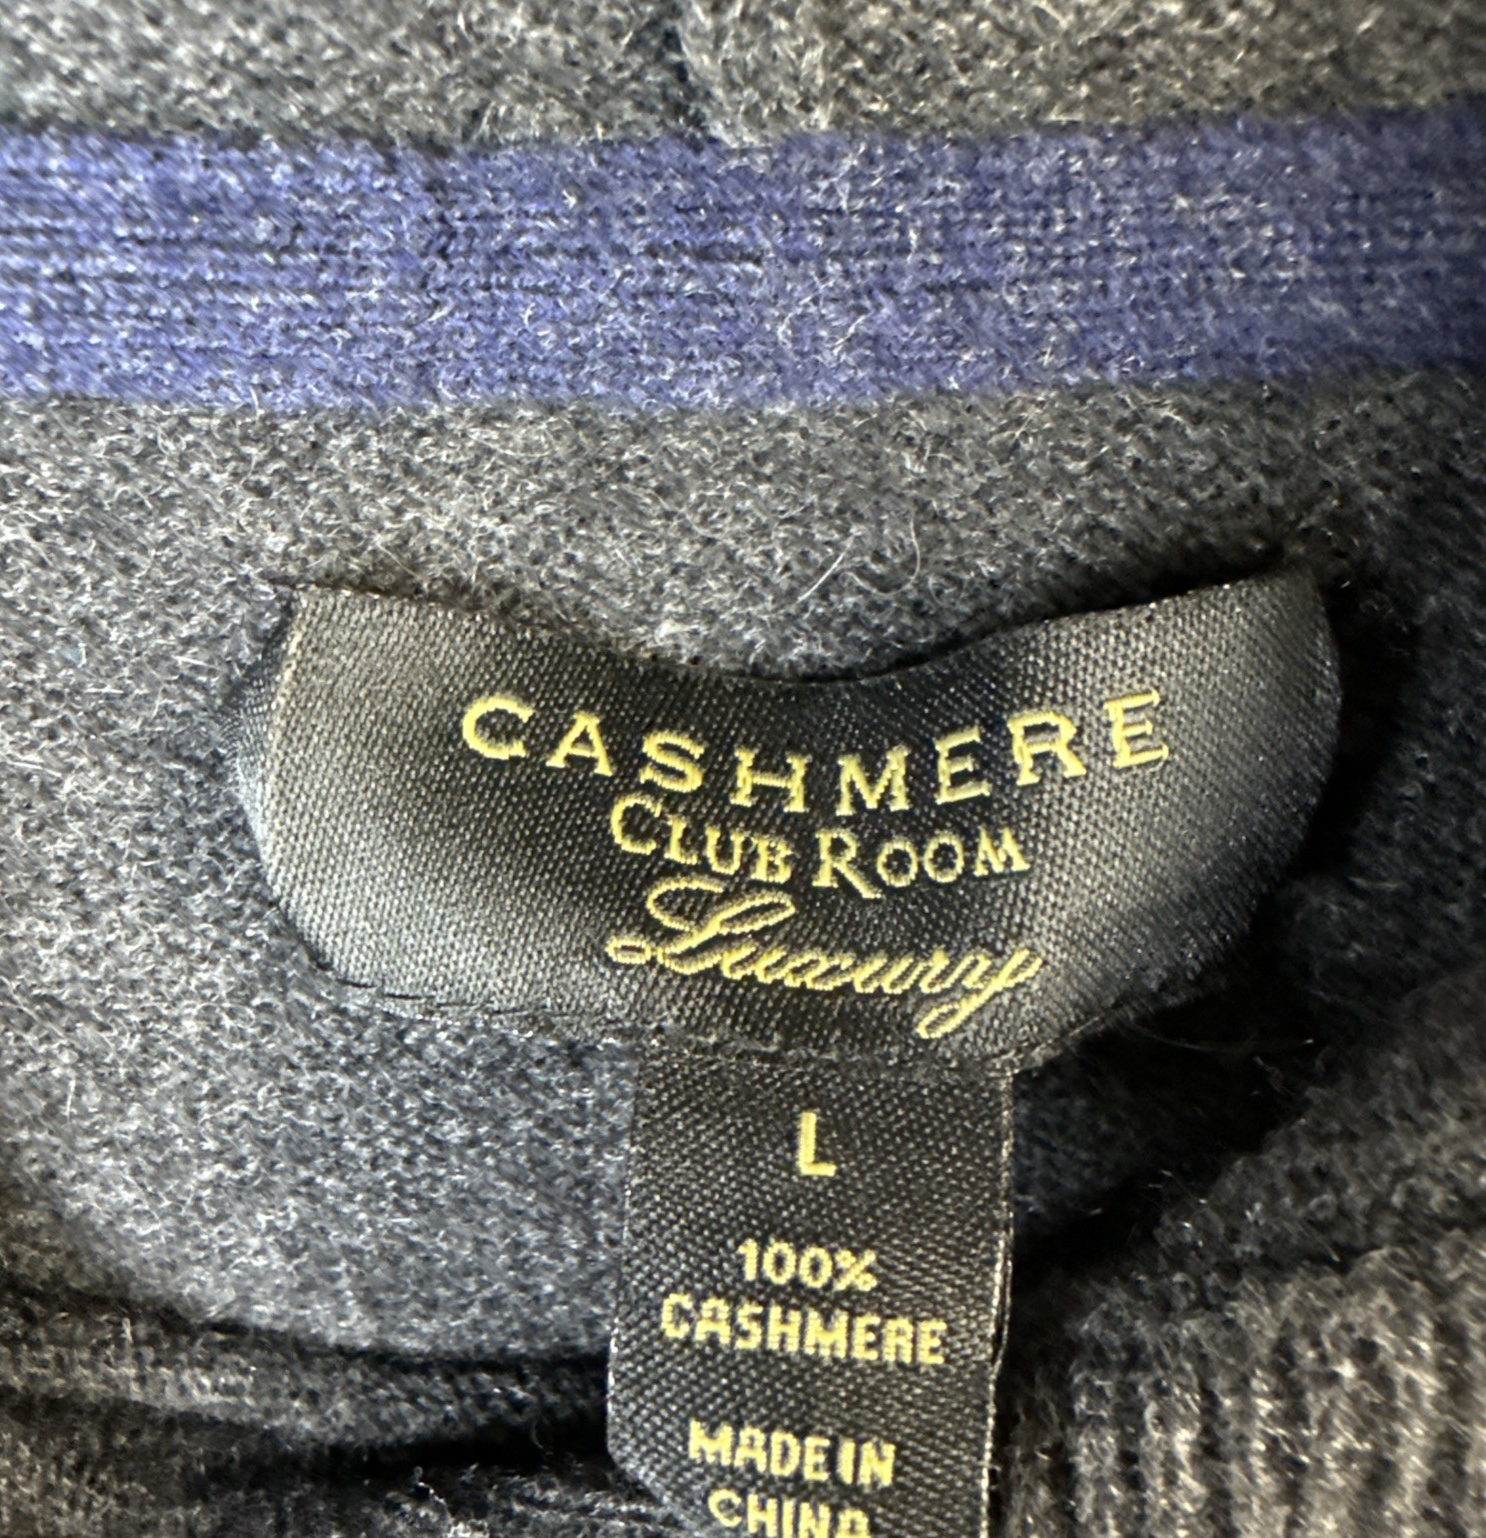 CASHMERE
CLUB ROOM
Luxury
L
100%
CASHMERE
MADE IN
CHINA